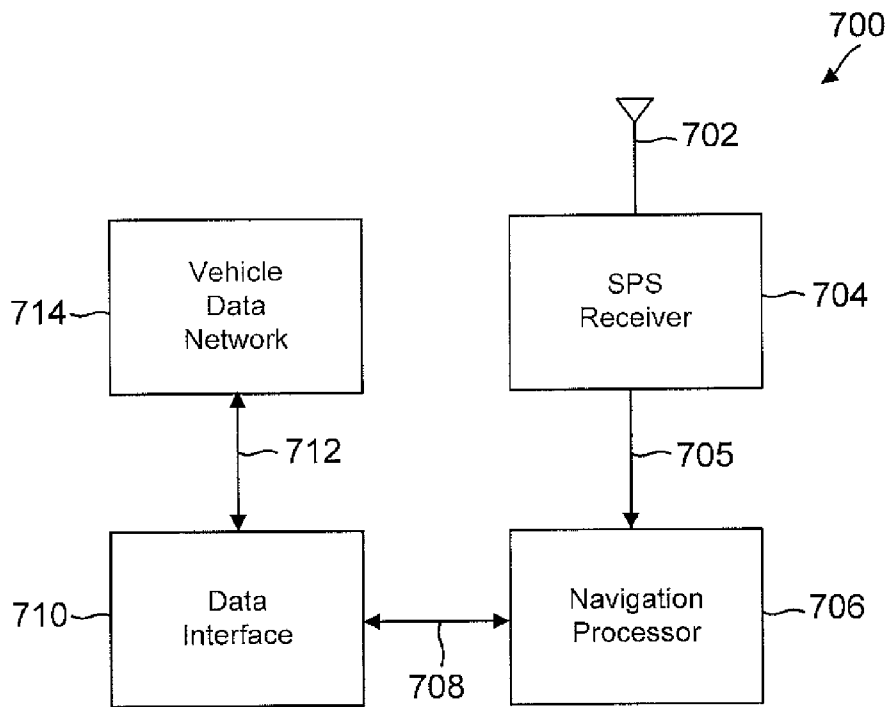 700
702
Vehicle
Data
Network
714
SPS
Receiver
704
712
705
710
Data
Interface
708
Navigation
Processor
706